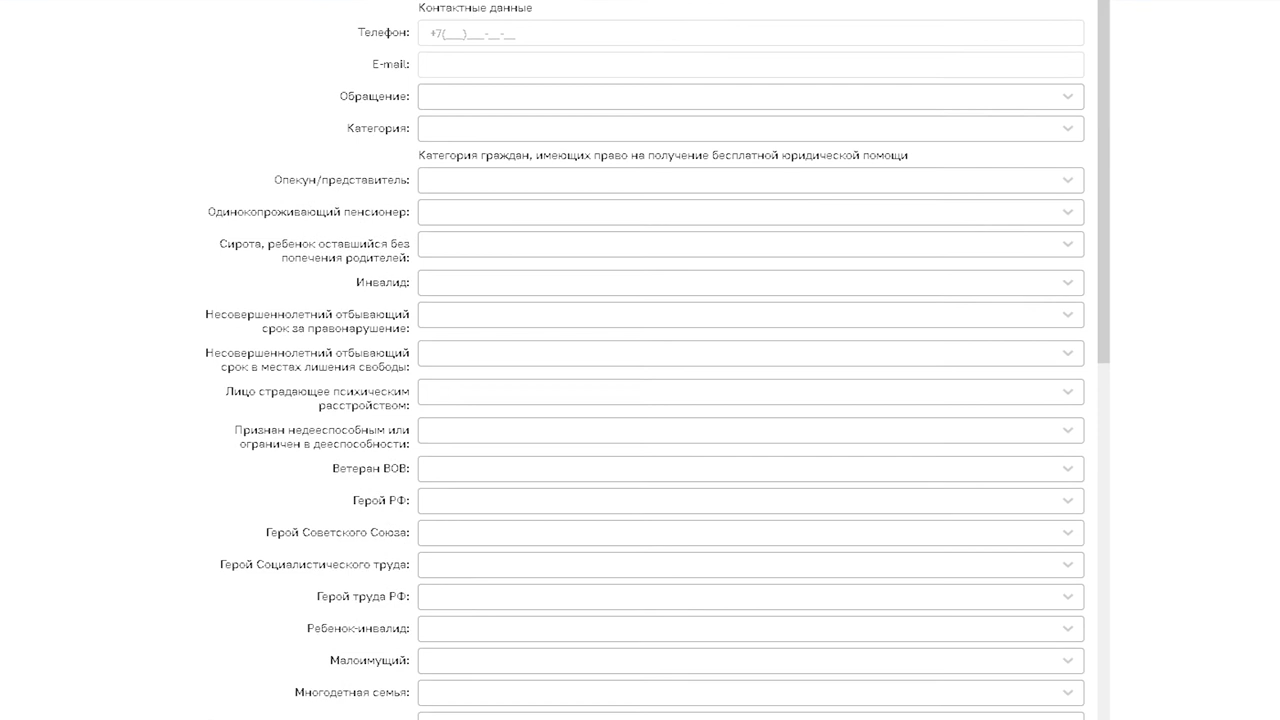 Контактные данные
Телефон: +7(___)___-__-__
E-mail:
Обращение:
Категория:
Категория граждан, имеющих право на получение бесплатной юридической помощи
Опекун/представитель:
Одинокопроживающий пенсионер:
Сирота, ребенок оставшийся без
попечения родителей:
Инвалид:
Несовершеннолетний отбывающий
срок за правонарушение:
Несовершеннолетний отбывающий
срок в местах лишения свободы:
Лицо страдающее психическим
расстройством:
Признан недееспособным или
ограничен в дееспособности:
Ветеран ВОВ:
Герой РФ:
Герой Советского Союза:
Герой Социалистического труда:
Герой труда РФ:
Ребенок-инвалид:
Малоимущий:
Многодетная семья: